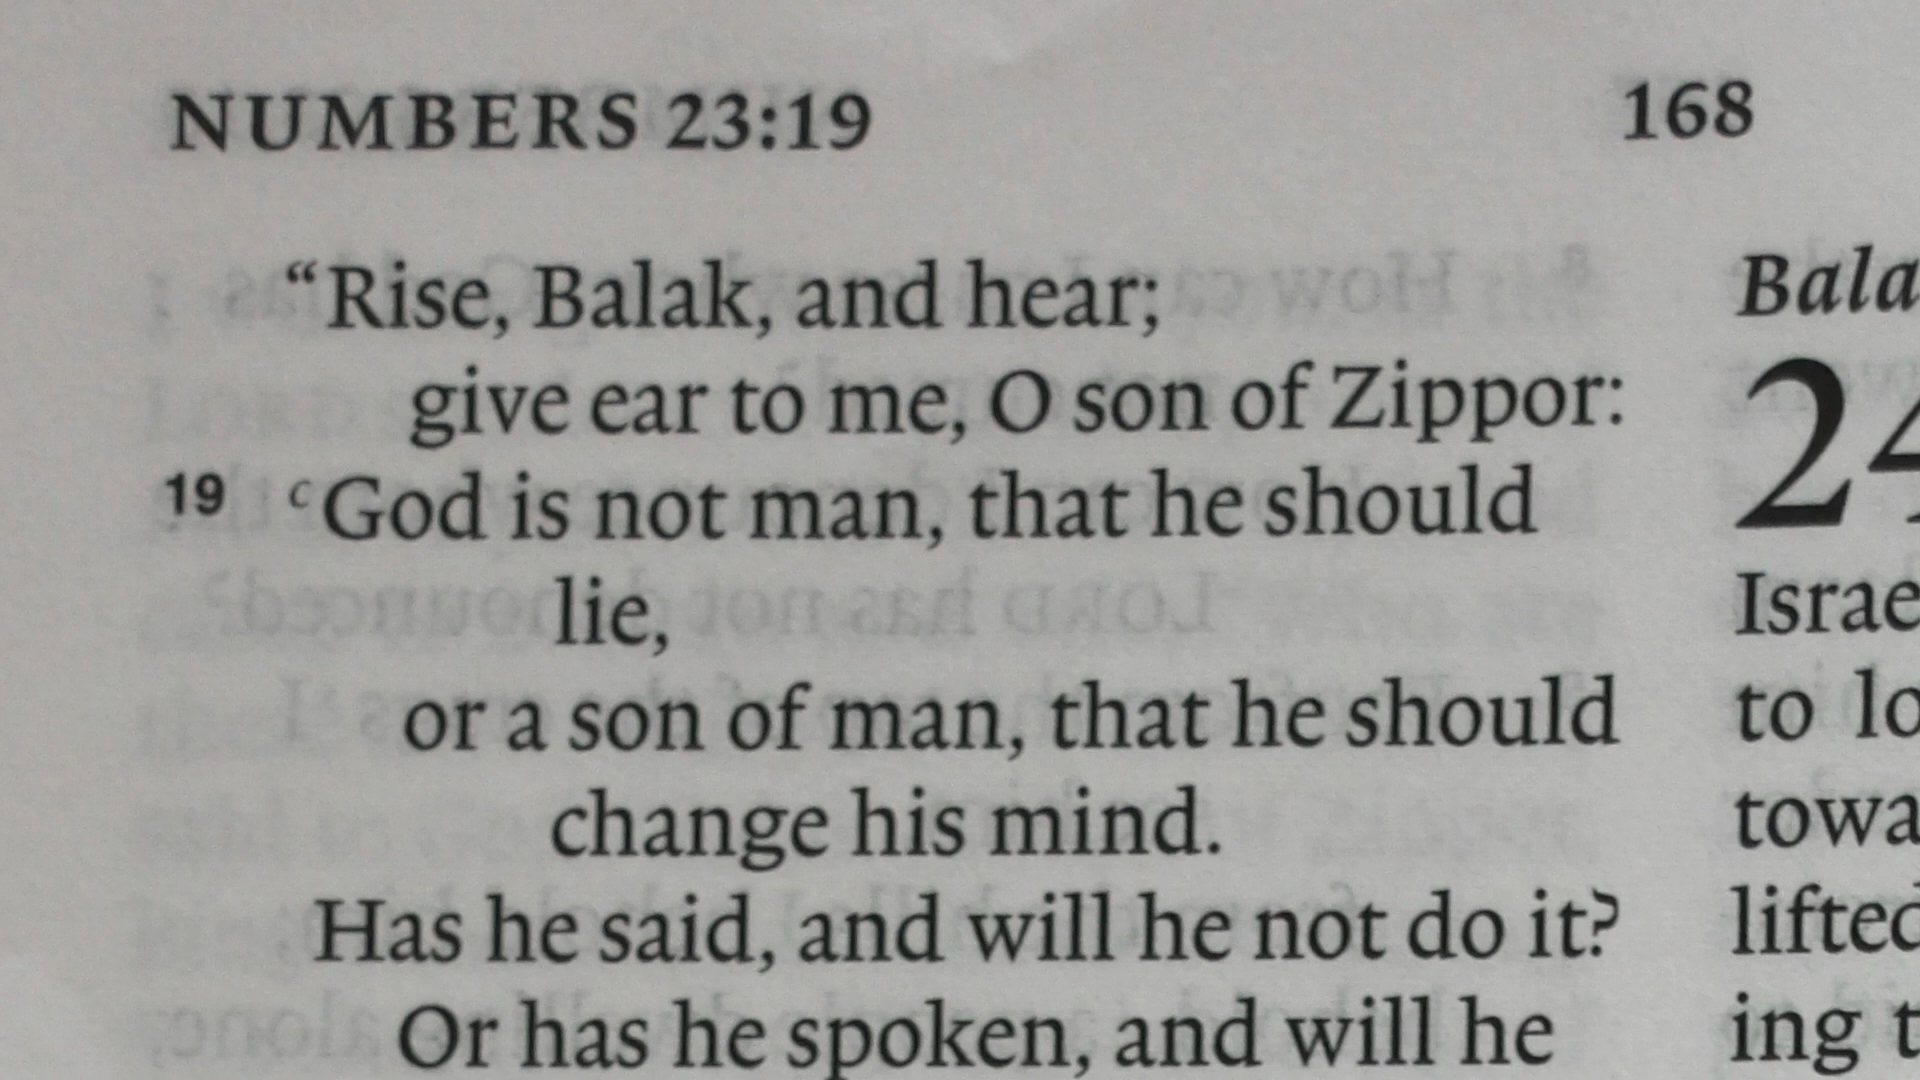 NUMBERS 23:19
168
“Rise, Balak, and hear;
give ear to me, O son of Zippor:
19 c God is not man, that he should
lie,
or a son of man, that he should
change his mind.
Has he said, and will he not do it?
Or has he spoken, and will he
Bala
24
Israe
to lo
towa
lifted
ing t